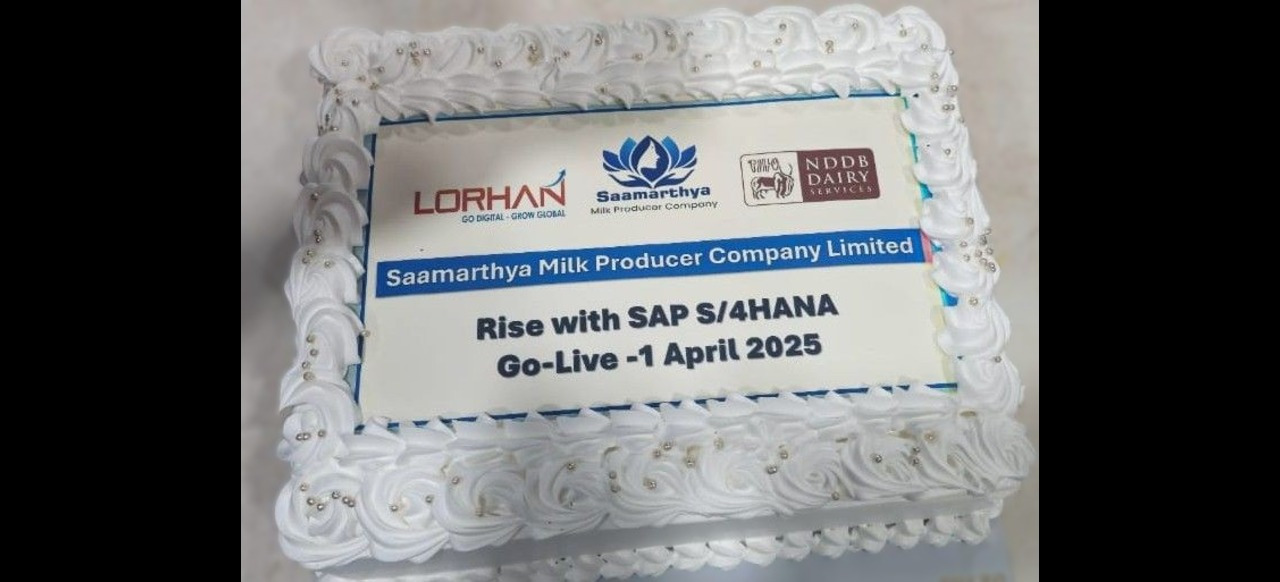 LORHAN
GO DIGITAL - GROW GLOBAL
Saamarthya
Milk Producer Company
NDDB
DAIRY
SERVICES
Saamarthya Milk Producer Company Limited
Rise with SAP S/4HANA
Go-Live -1 April 2025